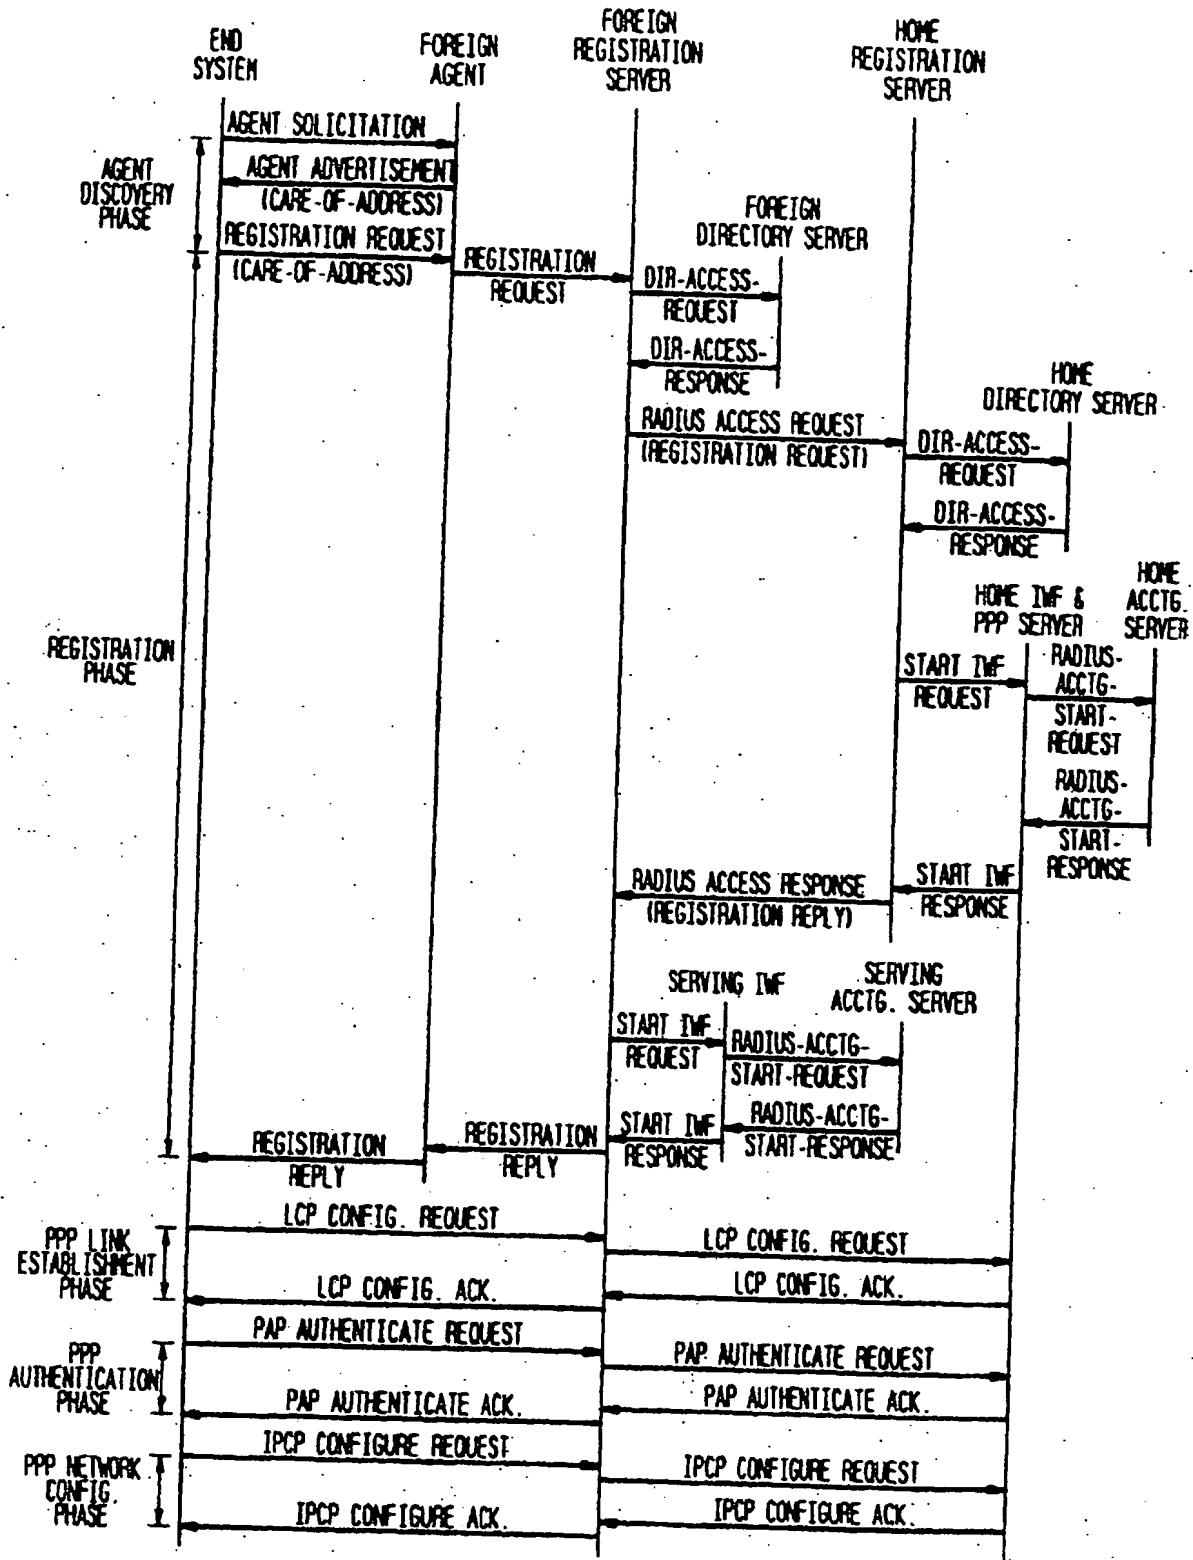 END
SYSTEM
FOREIGN
AGENT
FOREIGN
REGISTRATION
SERVER
HOME
REGISTRATION
SERVER
AGENT SOLICITATION
AGENT
DISCOVERY
PHASE
AGENT ADVERTISEMENT
(CARE-OF-ADDRESS)
REGISTRATION REQUEST
(CARE-OF-ADDRESS)
REGISTRATION
REQUEST
FOREIGN
DIRECTORY SERVER
DIR-ACCESS-
REQUEST
DIR-ACCESS-
RESPONSE
RADIUS ACCESS REQUEST
(REGISTRATION REQUEST)
HOME
DIRECTORY SERVER
DIR-ACCESS-
REQUEST
DIR-ACCESS-
RESPONSE
REGISTRATION
PHASE
HOME IWF &
PPP SERVER
HOME
ACCTG.
SERVER
START IWF
REQUEST
RADIUS-
ACCTG-
START-
REQUEST
RADIUS-
ACCTG-
START-
RESPONSE
START IWF
RESPONSE
RADIUS ACCESS RESPONSE
(REGISTRATION REPLY)
SERVING IWF
SERVING
ACCTG. SERVER
START IWF
REQUEST
RADIUS-ACCTG-
START-REQUEST
RADIUS-ACCTG-
START-RESPONSE
START IWF
RESPONSE
REGISTRATION
REPLY
REGISTRATION
REPLY
PPP LINK
ESTABLISHMENT
PHASE
LCP CONFIG. REQUEST
LCP CONFIG. REQUEST
LCP CONFIG. ACK.
LCP CONFIG. ACK.
PPP
AUTHENTICATION
PHASE
PAP AUTHENTICATE REQUEST
PAP AUTHENTICATE REQUEST
PAP AUTHENTICATE ACK.
PAP AUTHENTICATE ACK.
PPP NETWORK
CONFIG.
PHASE
IPCP CONFIGURE REQUEST
IPCP CONFIGURE REQUEST
IPCP CONFIGURE ACK.
IPCP CONFIGURE ACK.